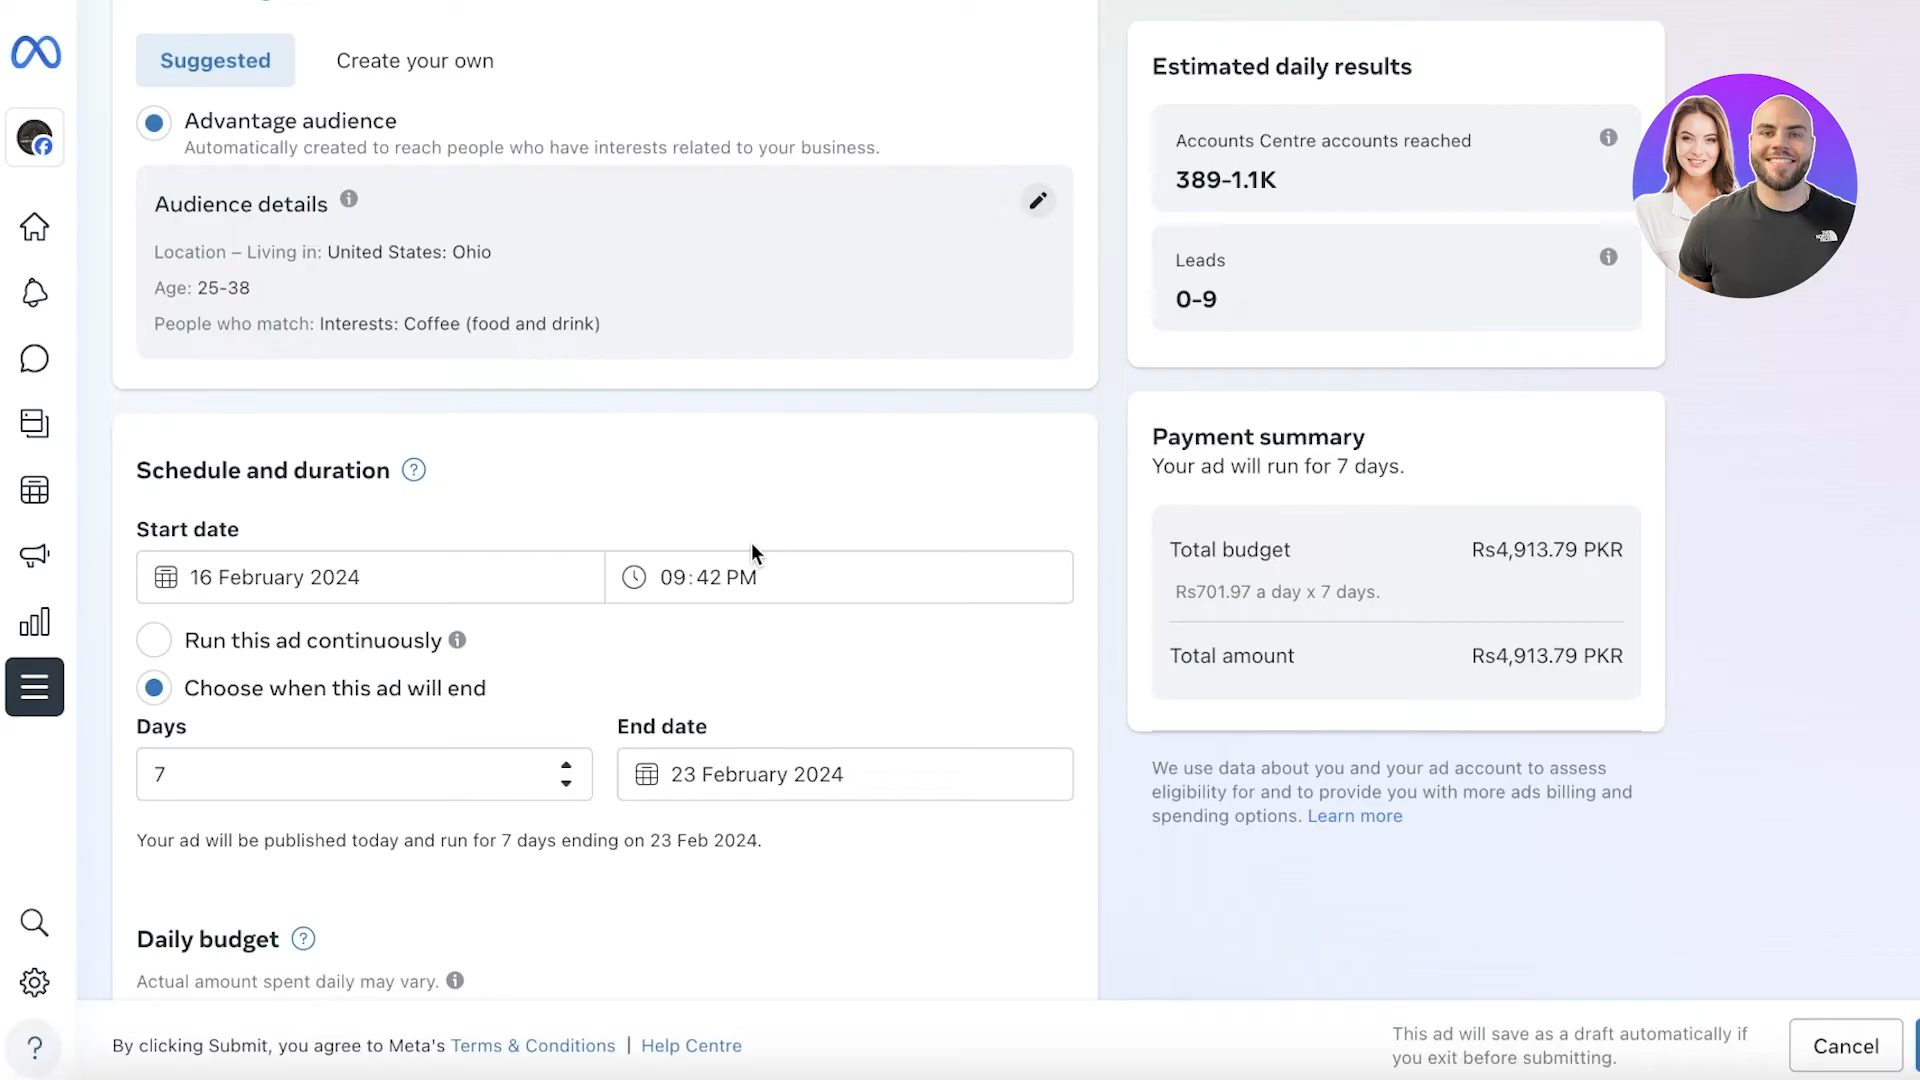 Suggested
Create your own
Advantage audience
Automatically created to reach people who have interests related to your business.
Audience details
Location – Living in: United States: Ohio
Age: 25-38
People who match: Interests: Coffee (food and drink)
Schedule and duration ?
Start date
16 February 2024
09:42 PM
Run this ad continuously
Choose when this ad will end
Days
End date
7
23 February 2024
Your ad will be published today and run for 7 days ending on 23 Feb 2024.
Daily budget ?
Actual amount spent daily may vary.
Estimated daily results
Accounts Centre accounts reached
389-1.1K
Leads
0-9
Payment summary
Your ad will run for 7 days.
Total budget Rs4,913.79 PKR
Rs701.97 a day x 7 days.
Total amount Rs4,913.79 PKR
We use data about you and your ad account to assess
eligibility for and to provide you with more ads billing and
spending options. Learn more
?
By clicking Submit, you agree to Meta's Terms & Conditions | Help Centre
This ad will save as a draft automatically if
you exit before submitting.
Cancel